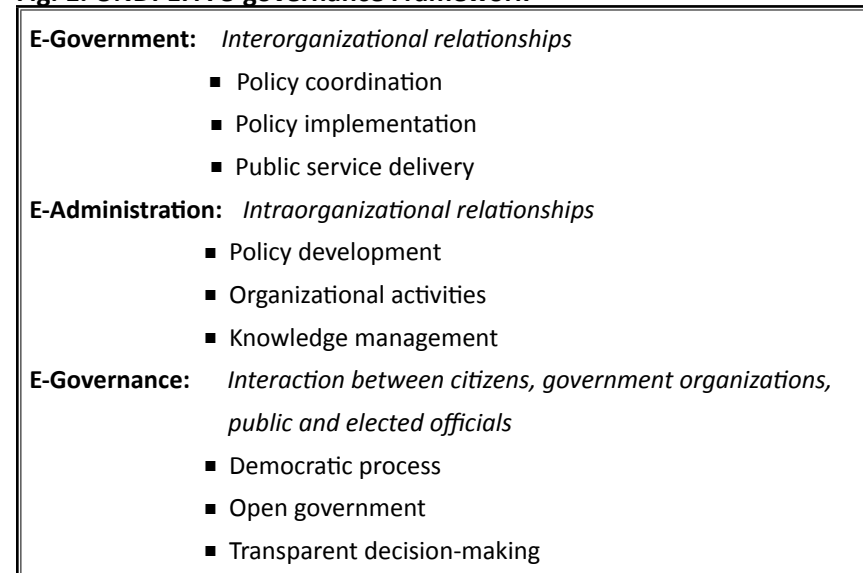 E-Government: Interorganizational relationships
▪ Policy coordination
▪ Policy implementation
▪ Public service delivery
E-Administration: Intraorganizational relationships
▪ Policy development
▪ Organizational activities
▪ Knowledge management
E-Governance: Interaction between citizens, government organizations,
public and elected officials
▪ Democratic process
▪ Open government
▪ Transparent decision-making